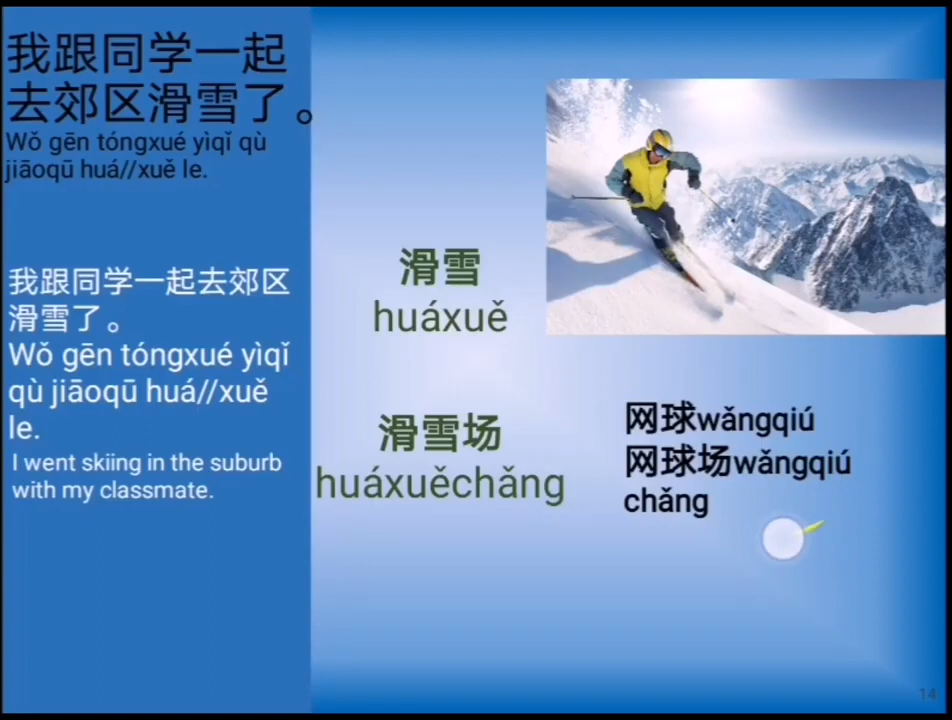 我跟同学一起
去郊区滑雪了。
Wǒ gēn tóngxué yìqǐ qù
jiāoqū huá//xuě le.
我跟同学一起去郊区
滑雪了。
Wǒ gēn tóngxué yìqǐ
qù jiāoqū huá//xuě
le.
I went skiing in the suburb
with my classmate.
滑雪
huáxuě
滑雪场
huáxuěchǎng
网球wǎngqiú
网球场wǎngqiú
chǎng
14